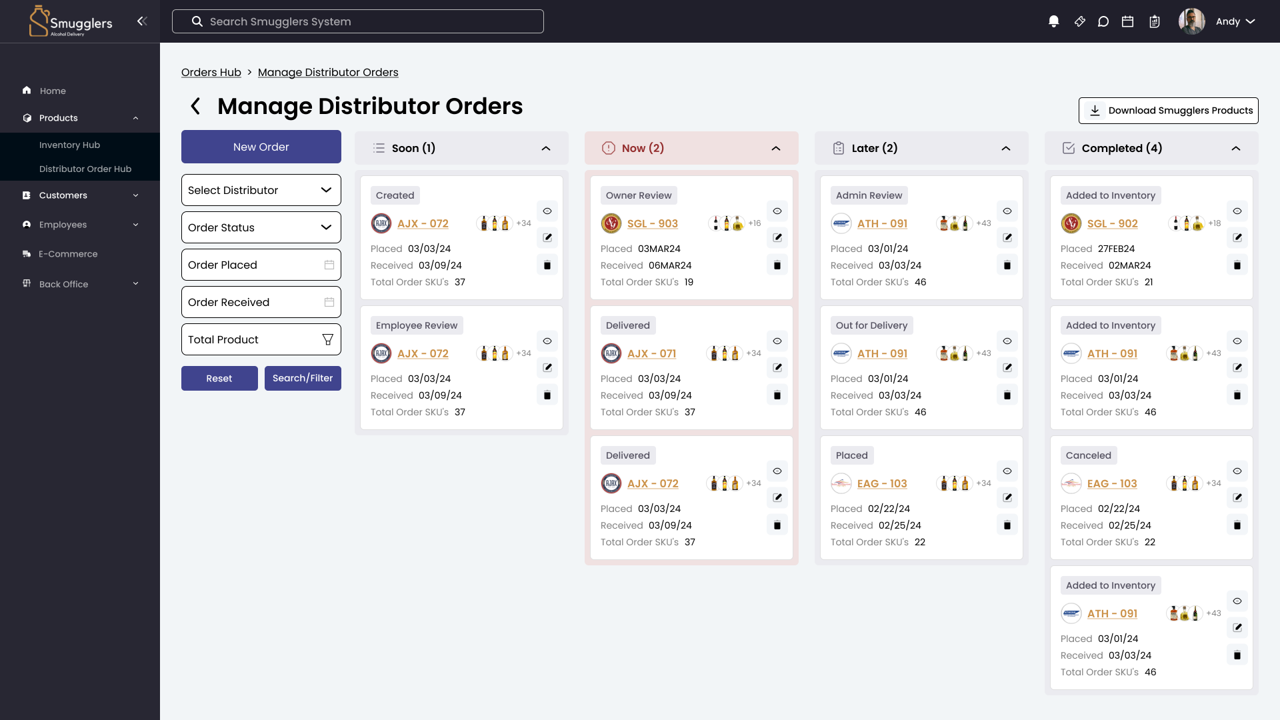 Smugglers
Alcohol Delivery
Search Smugglers System
Andy
Home
Products
Inventory Hub
Distributor Order Hub
Customers
Employees
E-Commerce
Back Office
Orders Hub > Manage Distributor Orders
Manage Distributor Orders
Download Smugglers Products
New Order
Select Distributor
Order Status
Order Placed
Order Received
Total Product
Reset
Search/Filter
Soon (1)
Created
AJX - 072
+34
Placed 03/03/24
Received 03/09/24
Total Order SKU's 37
Employee Review
AJX - 072
+34
Placed 03/03/24
Received 03/09/24
Total Order SKU's 37
Now (2)
Owner Review
SGL - 903
+16
Placed 03MAR24
Received 06MAR24
Total Order SKU's 19
Delivered
AJX - 071
+34
Placed 03/03/24
Received 03/09/24
Total Order SKU's 37
Delivered
AJX - 072
+34
Placed 03/03/24
Received 03/09/24
Total Order SKU's 37
Later (2)
Admin Review
ATH - 091
+43
Placed 03/01/24
Received 03/03/24
Total Order SKU's 46
Out for Delivery
ATH - 091
+43
Placed 03/01/24
Received 03/03/24
Total Order SKU's 46
Placed
EAG - 103
+34
Placed 02/22/24
Received 02/25/24
Total Order SKU's 22
Completed (4)
Added to Inventory
SGL - 902
+18
Placed 27FEB24
Received 02MAR24
Total Order SKU's 21
Added to Inventory
ATH - 091
+43
Placed 03/01/24
Received 03/03/24
Total Order SKU's 46
Canceled
EAG - 103
+34
Placed 02/22/24
Received 02/25/24
Total Order SKU's 22
Added to Inventory
ATH - 091
+43
Placed 03/01/24
Received 03/03/24
Total Order SKU's 46